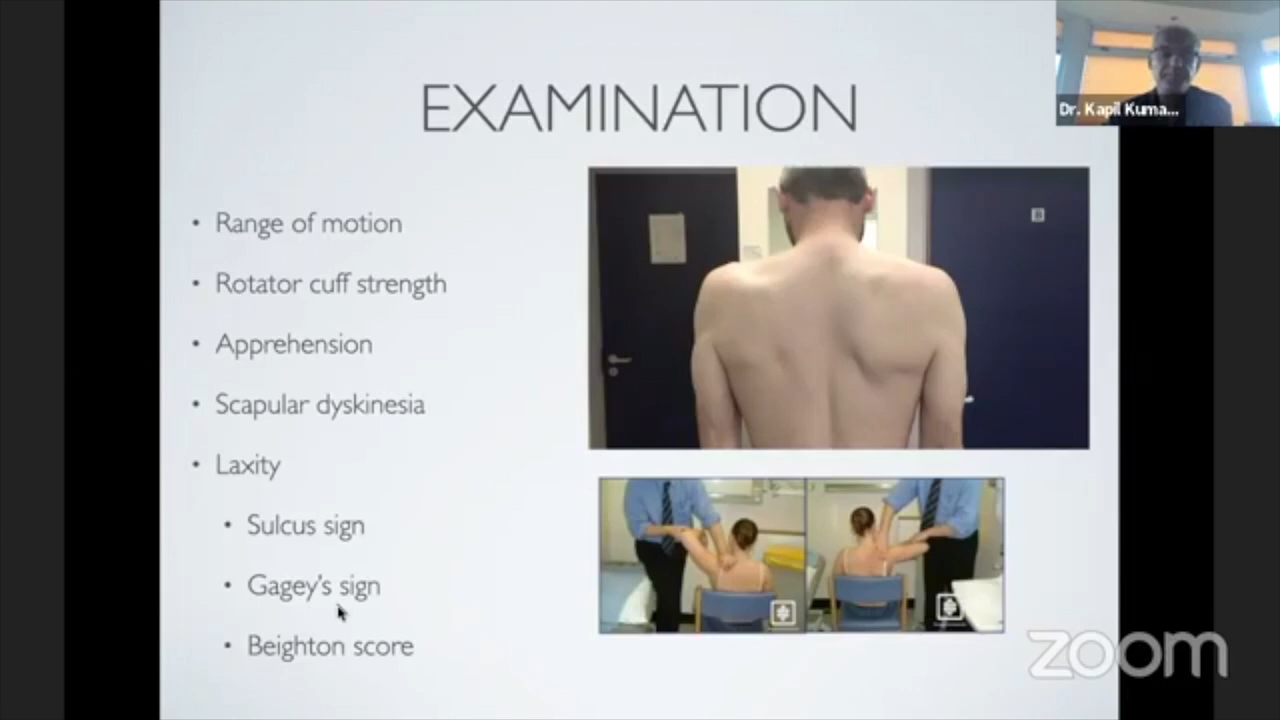 EXAMINATION
Dr. Kapil Kuma...
• Range of motion
• Rotator cuff strength
• Apprehension
• Scapular dyskinesia
• Laxity
• Sulcus sign
• Gagey's sign
• Beighton score
B
zoom